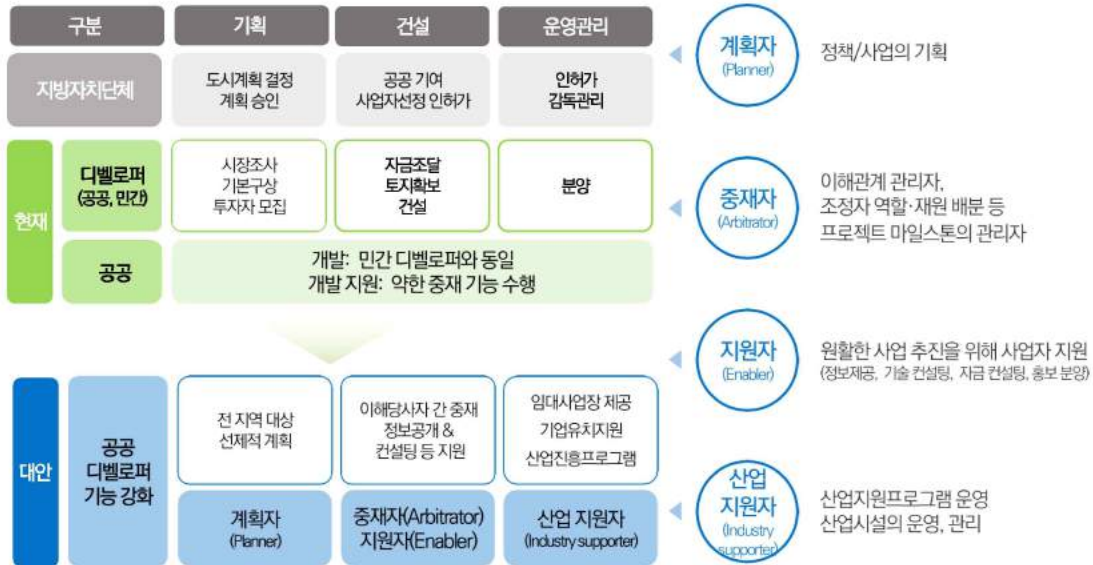 구분
기획
건설
운영관리
지방자치단체
도시계획 결정
계획 승인
공공 기여
사업자선정 인허가
인허가
감독관리
현재
디벨로퍼
(공공, 민간)
시장조사
기본구상
투자자 모집
자금조달
토지확보
건설
분양
공공
개발: 민간 디벨로퍼와 동일
개발 지원: 약한 중재 기능 수행
대안
공공
디벨로퍼
기능 강화
전 지역 대상
선제적 계획
이해당사자 간 중재
정보공개 &
컨설팅 등 지원
임대사업장 제공
기업유치지원
산업진흥프로그램
계획자
(Planner)
중재자(Arbitrator)
지원자(Enabler)
산업 지원자
(Industry supporter)
계획자
(Planner)
정책/사업의 기획
중재자
(Arbitrator)
이해관계 관리자,
조정자 역할·재원 배분 등
프로젝트 마일스톤의 관리자
지원자
(Enabler)
원활한 사업 추진을 위해 사업자 지원
(정보제공, 기술 컨설팅, 자금 컨설팅, 홍보 분양)
산업
지원자
(Industry
supporter)
산업지원프로그램 운영
산업시설의 운영, 관리